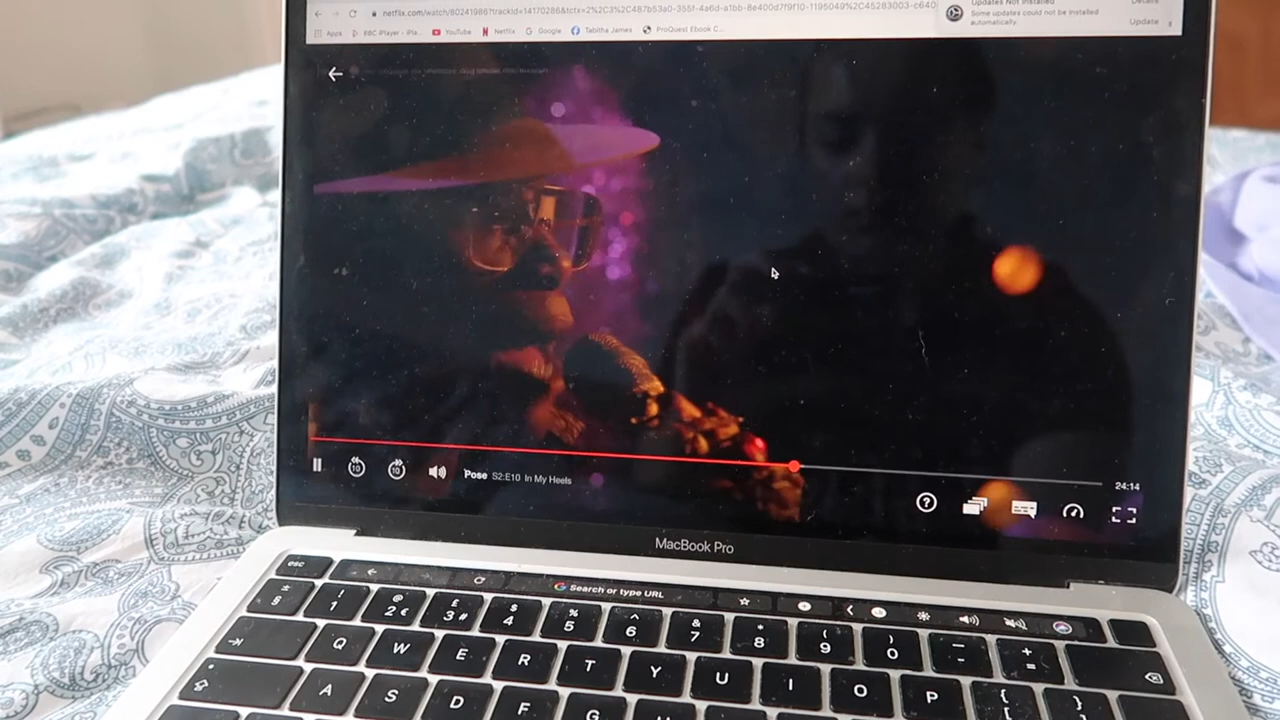 Updates Not Installed
Details
netflix.com/watch/80241986?trackId=14170286&tctx=2%2C3%2C487b53a0-355f-4a6d-a1bb-8e400d7f9f10-1195049%2C45283003-c640
Some updates could not be installed
automatically.
Update
Apps BBC iPlayer - iPla... YouTube Netflix Google Tabitha James ProQuest Ebook C...
10 10 Pose S2:E10 In My Heels
24:14
?
MacBook Pro
esc Search or type URL
± § ! 1 @ 2 € £ 3 # $ 4 % 5 ^ 6 & 7 * 8 ( 9 ) 0 _ - + =
Q W E R T Y U I O P { [ } ]
A S D F G